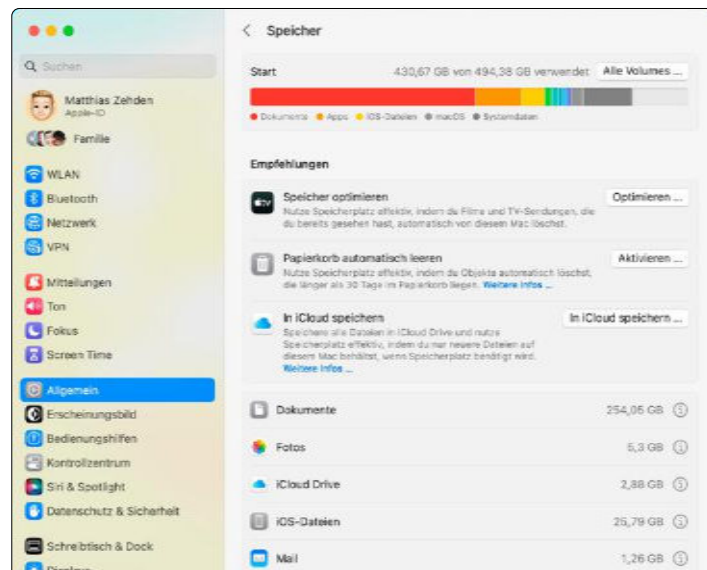 Speicher
Suchen
Matthias Zehden
Apple-ID
Familie
WLAN
Bluetooth
Netzwerk
VPN
Mitteilungen
Ton
Fokus
Screen Time
Allgemein
Erscheinungsbild
Bedienungshilfen
Kontrollzentrum
Siri & Spotlight
Datenschutz & Sicherheit
Schreibtisch & Dock
Displays
Start 430,67 GB von 494,38 GB verwendet Alle Volumes ...
Dokumente Apps iOS-Dateien macOS Systemdaten
Empfehlungen
Speicher optimieren Optimieren ...
Nutze Speicherplatz effektiv, indem du Filme und TV-Sendungen, die
du bereits gesehen hast, automatisch von diesem Mac löschst.
Papierkorb automatisch leeren Aktivieren ...
Nutze Speicherplatz effektiv, indem du Objekte automatisch löschst,
die länger als 30 Tage im Papierkorb liegen. Weitere Infos ...
In iCloud speichern In iCloud speichern ...
Speichere alle Dateien in iCloud Drive und nutze
Speicherplatz effektiv, indem du nur neuere Dateien auf
diesem Mac behältst, wenn Speicherplatz benötigt wird.
Weitere Infos ...
Dokumente 254,05 GB
Fotos 5,3 GB
iCloud Drive 2,88 GB
iOS-Dateien 25,79 GB
Mail 1,26 GB